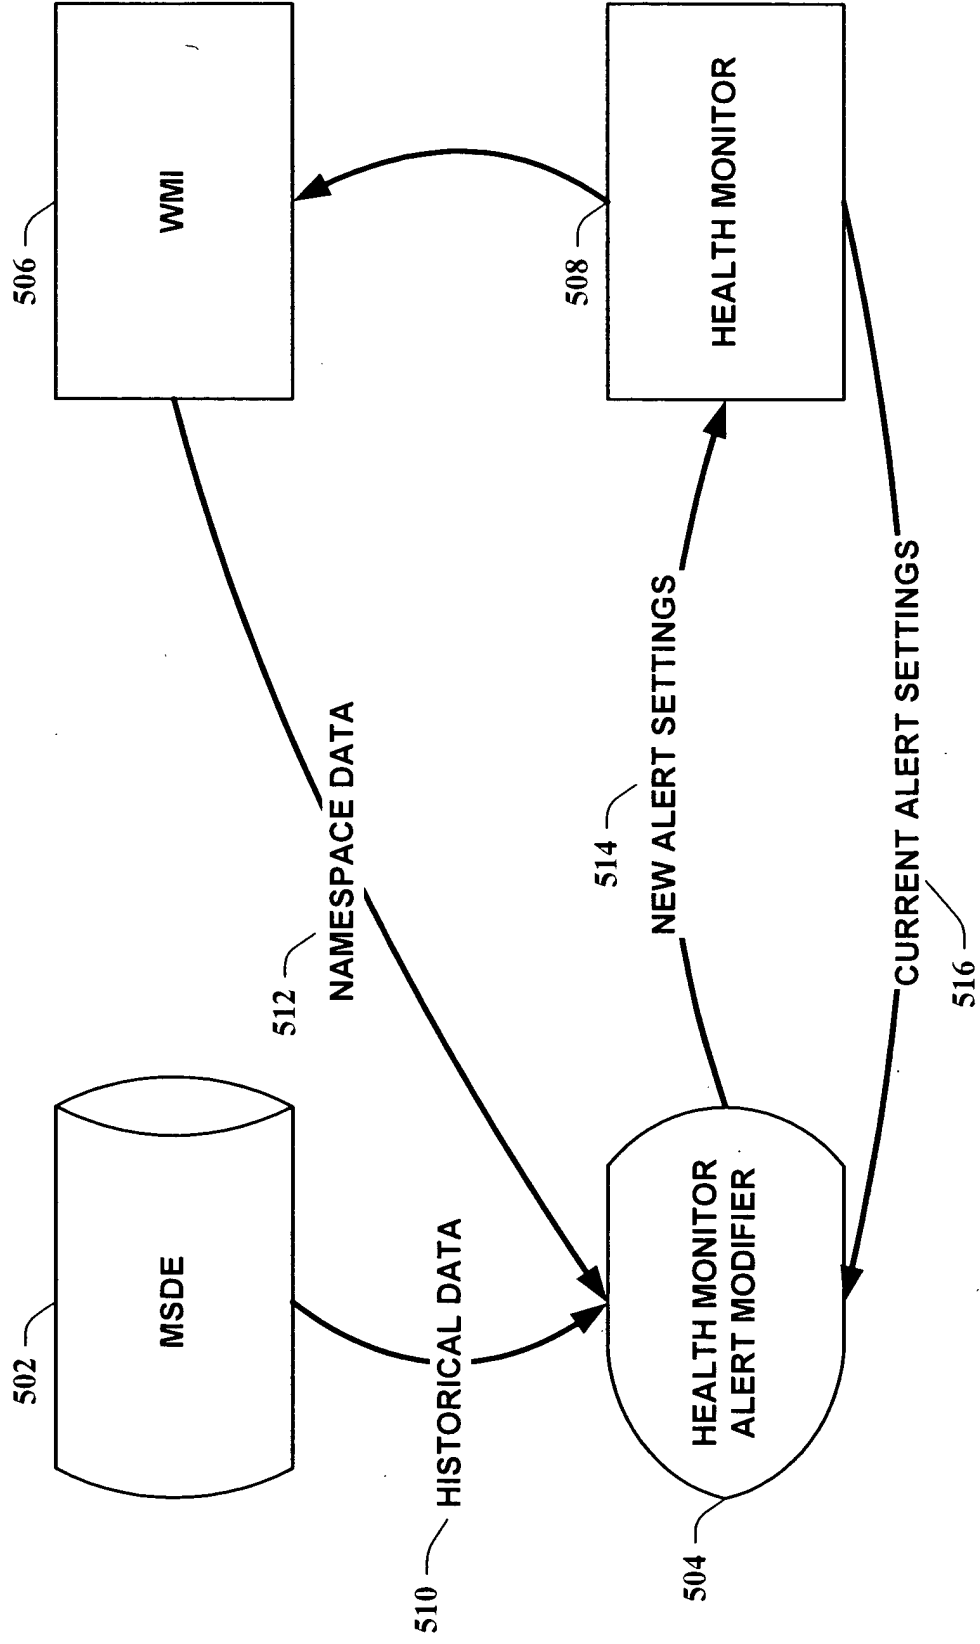 502
MSDE
506
WMI
510
HISTORICAL DATA
512
NAMESPACE DATA
508
504
HEALTH MONITOR
ALERT MODIFIER
514
NEW ALERT SETTINGS
HEALTH MONITOR
CURRENT ALERT SETTINGS
516